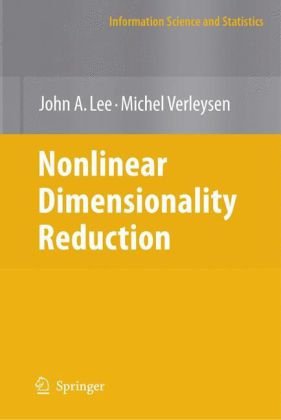 Information Science and Statistics
John A. Lee · Michel Verleysen
Nonlinear
Dimensionality
Reduction
Springer